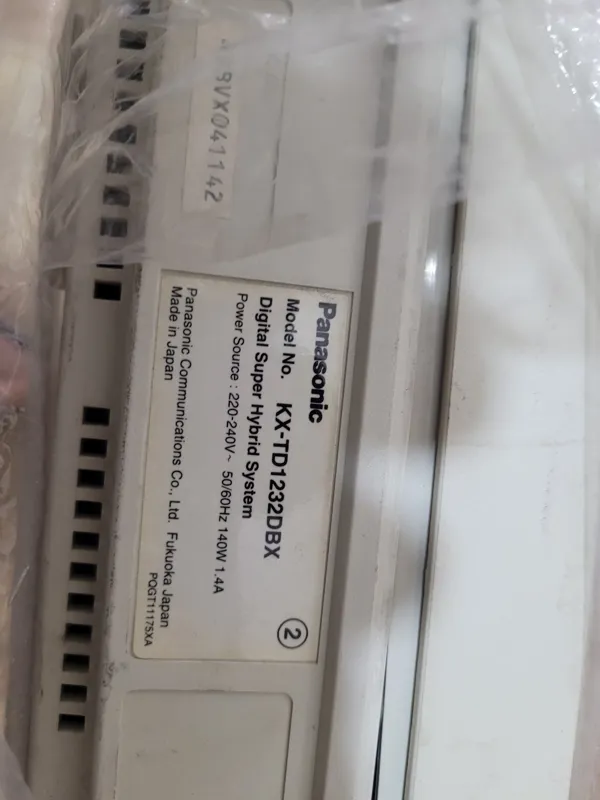 9VX041142
Panasonic
Model No. KX-TD1232DBX
Digital Super Hybrid System
Power Source : 220-240V~ 50/60Hz 140W 1.4A
②
Panasonic Communications Co., Ltd. Fukuoka Japan
Made in Japan
PQGT11175XA